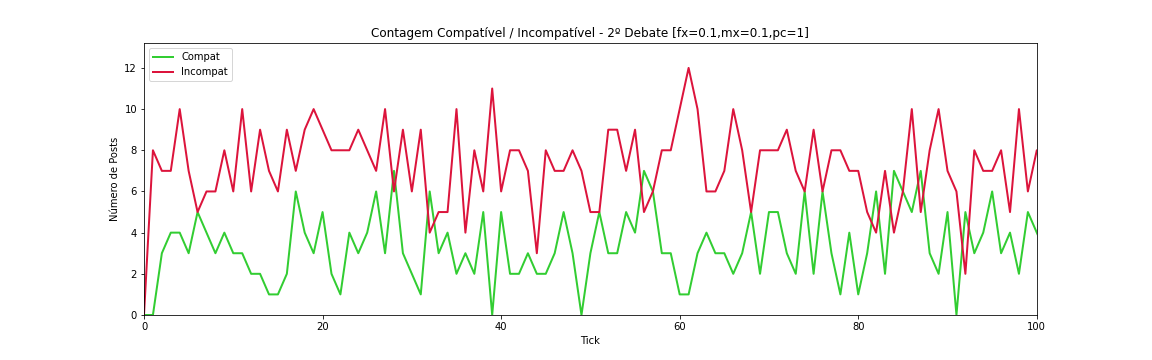 Contagem Compatível / Incompatível - 2º Debate [fx=0.1,mx=0.1,pc=1]
Compat
Incompat
Número de Posts
12
10
8
6
4
2
0
0
20
40
60
80
100
Tick